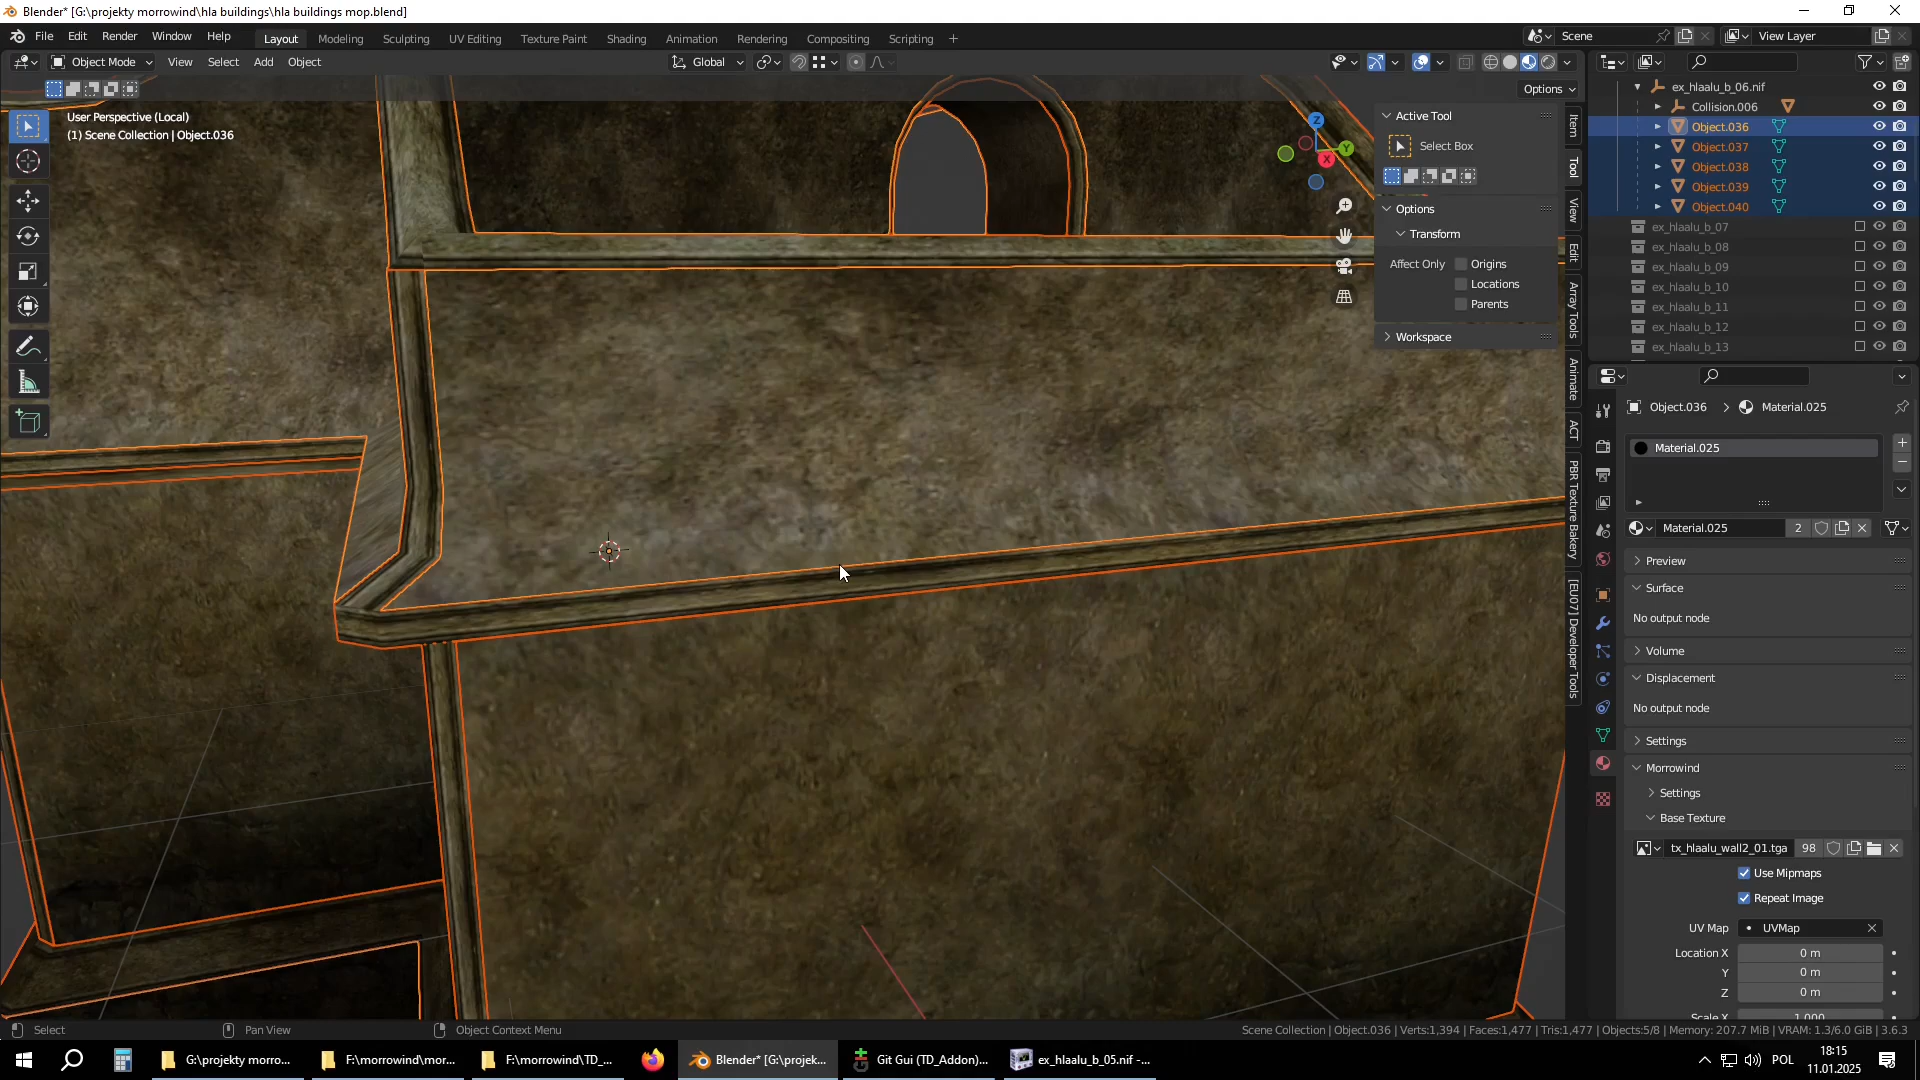 Blender* [G:\projekty morrowind\hla buildings\hla buildings mop.blend]
File Edit Render Window Help
Layout Modeling Sculpting UV Editing Texture Paint Shading Animation Rendering Compositing Scripting
Scene
View Layer
Object Mode View Select Add Object
Global
Options
User Perspective (Local)
(1) Scene Collection | Object.036
Z
Y
X
Active Tool
Select Box
Options
Transform
Affect Only Origins
Locations
Parents
Workspace
Item
Tool
View
Edit
Array Tools
Animate
ACT
PBR Texture Bakery
[EU07] Developer Tools
ex_hlaalu_b_06.nif
Collision.006
Object.036
Object.037
Object.038
Object.039
Object.040
ex_hlaalu_b_07
ex_hlaalu_b_08
ex_hlaalu_b_09
ex_hlaalu_b_10
ex_hlaalu_b_11
ex_hlaalu_b_12
ex_hlaalu_b_13
Object.036 Material.025
Material.025
Material.025 2
Preview
Surface
No output node
Volume
Displacement
No output node
Settings
Morrowind
Settings
Base Texture
tx_hlaalu_wall2_01.tga 98
Use Mipmaps
Repeat Image
UV Map UVMap
Location X 0 m
Y 0 m
Z 0 m
Scale X 1.000
Select Pan View Object Context Menu
Scene Collection | Object.036 | Verts:1,394 | Faces:1,477 | Tris:1,477 | Objects:5/8 | Memory: 207.7 MiB | VRAM: 1.3/6.0 GiB | 3.6.3
G:\projekty morro...
F:\morrowind\mor...
F:\morrowind\TD_...
Blender* [G:\projek...
Git Gui (TD_Addon)...
ex_hlaalu_b_05.nif -...
POL
18:15
11.01.2025